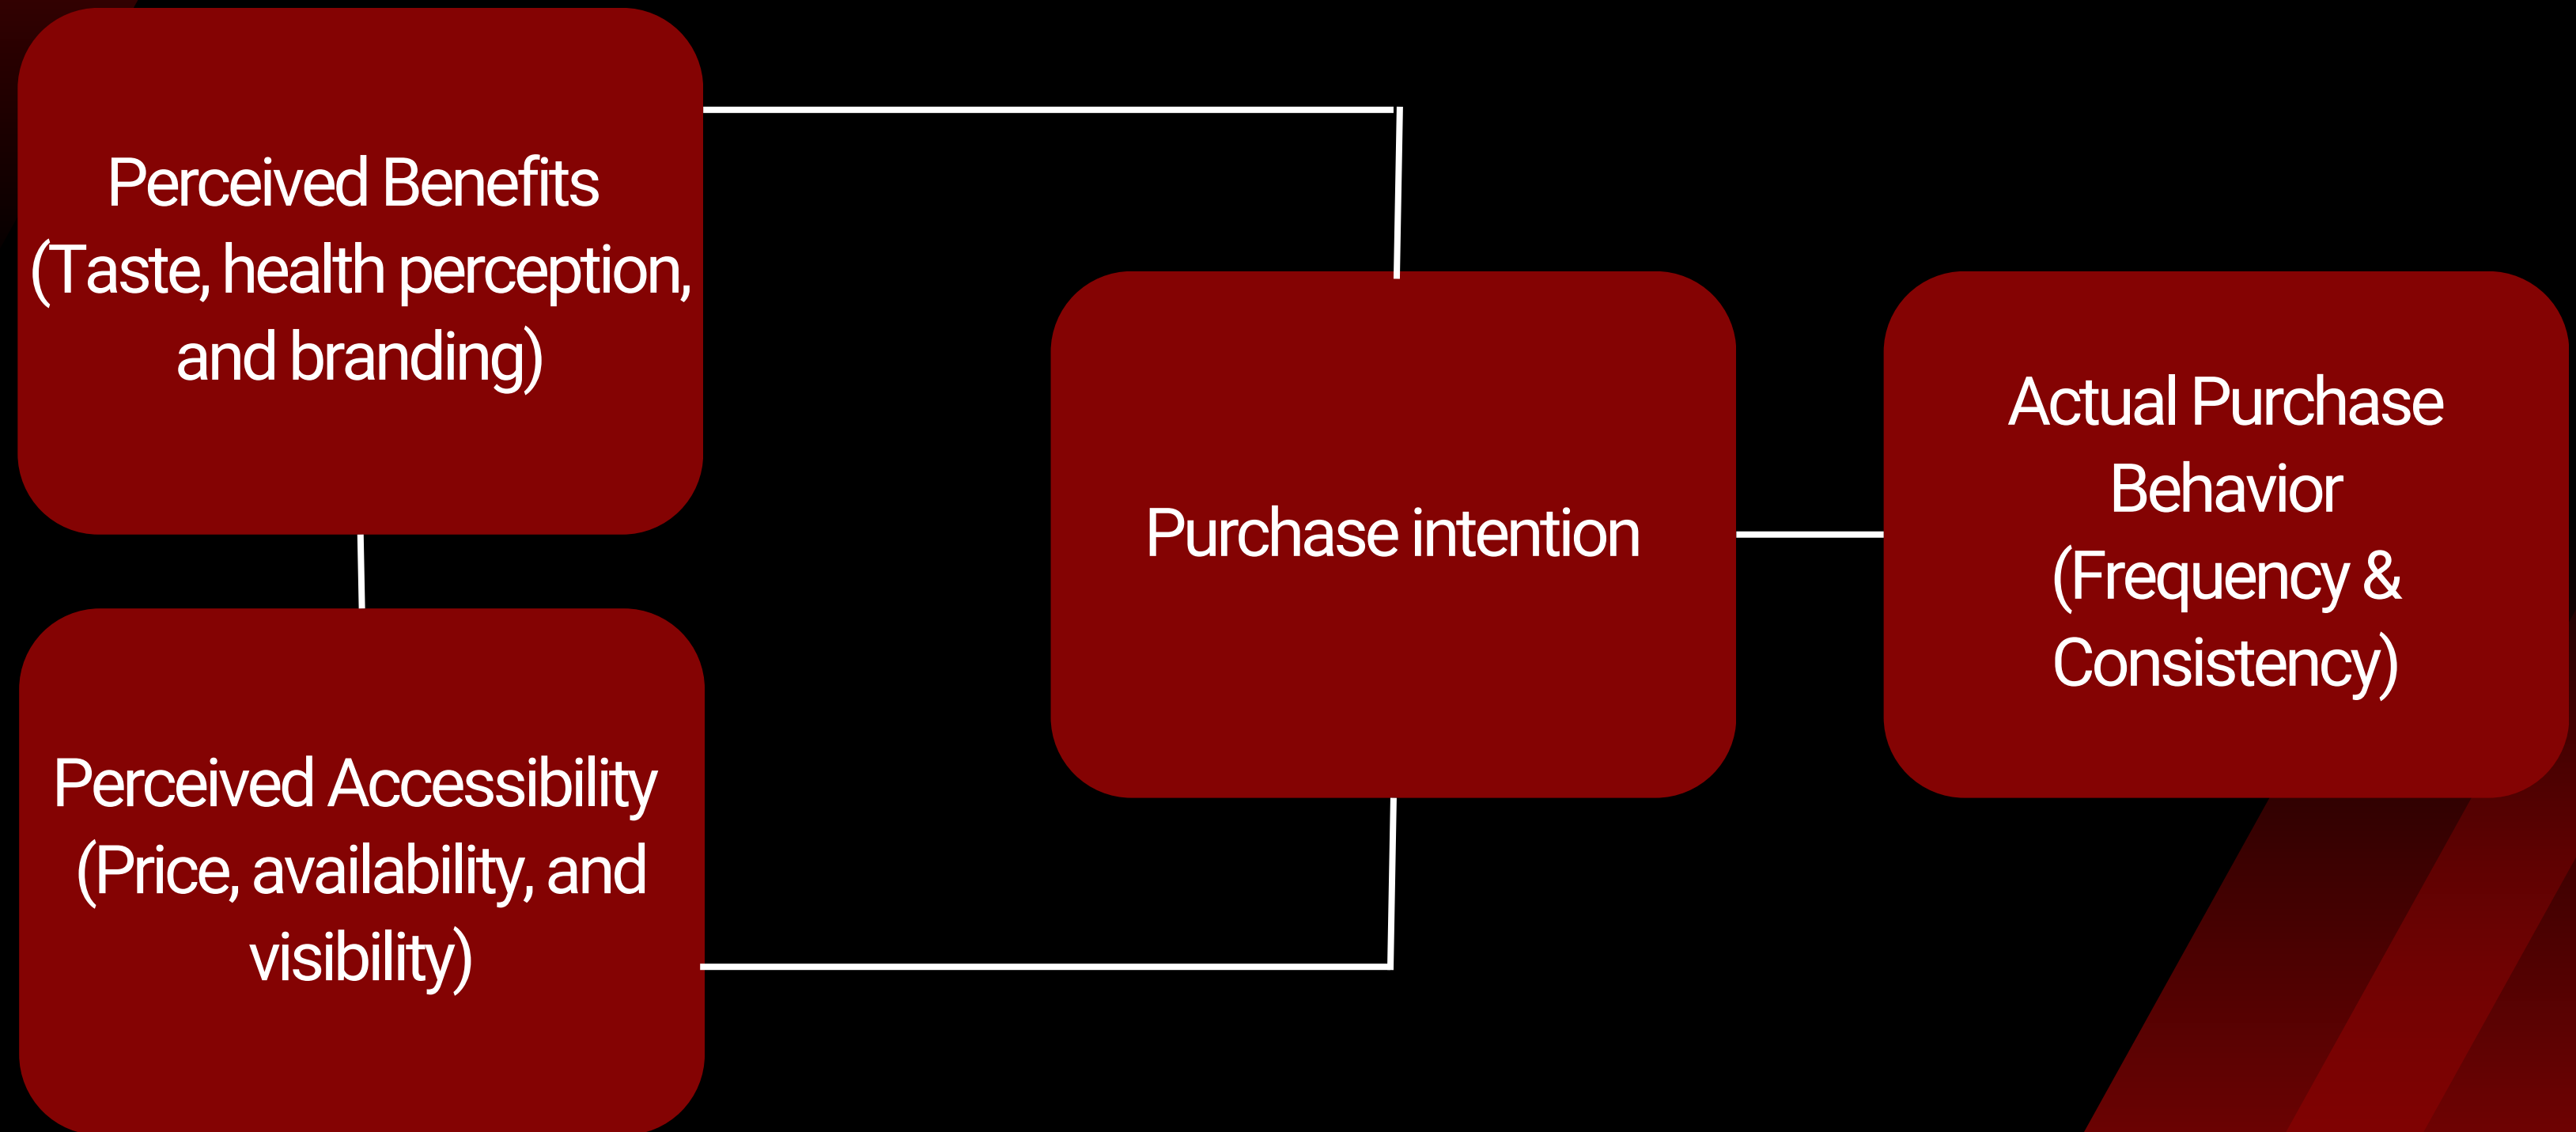 Perceived Benefits
(Taste, health perception,
and branding)
Perceived Accessibility
(Price, availability, and
visibility)
Purchase intention
Actual Purchase
Behavior
(Frequency &
Consistency)